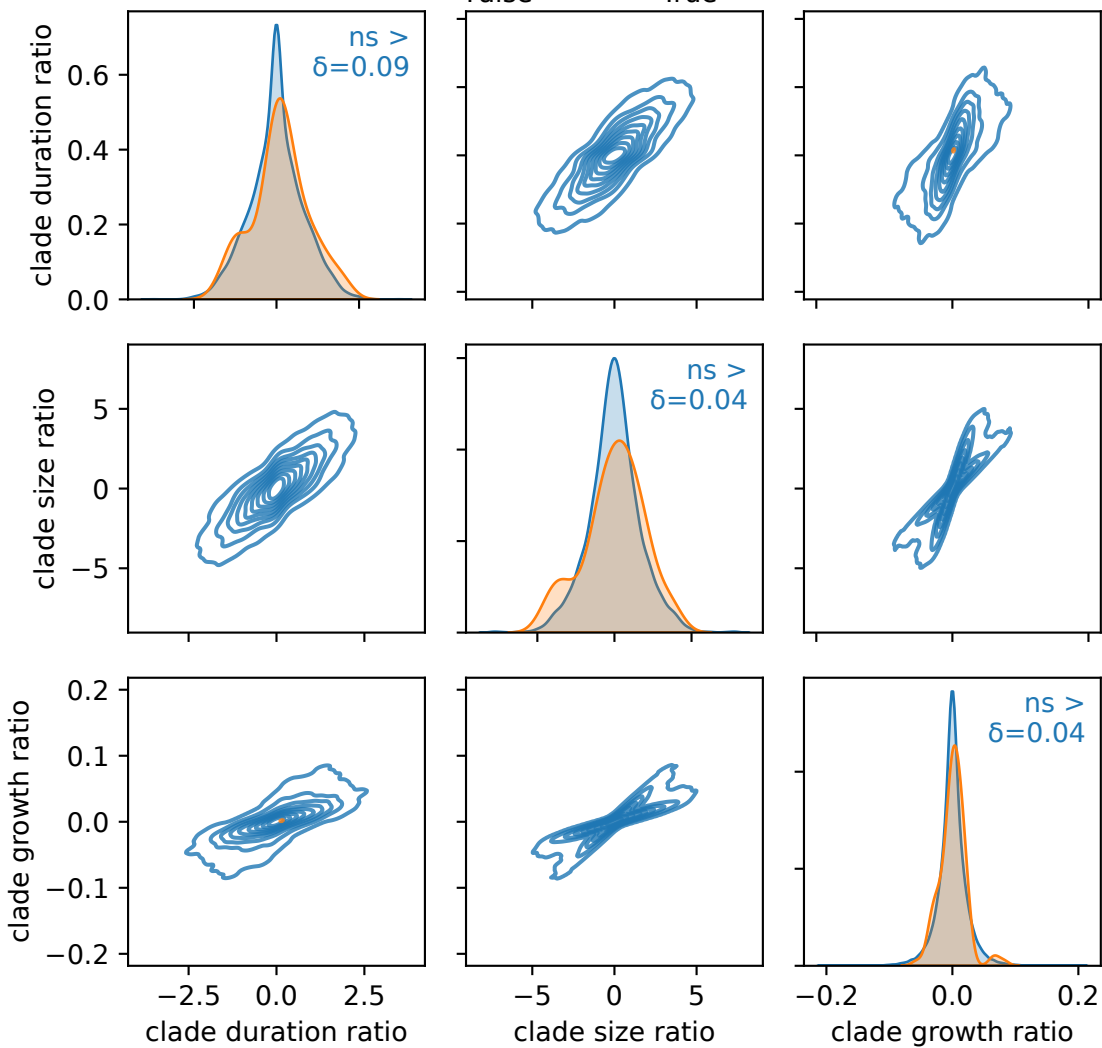 clade duration ratio
0.6
0.4
0.2
0.0
ns >
δ=0.09
clade size ratio
5
0
−5
ns >
δ=0.04
clade growth ratio
0.2
0.1
0.0
−0.1
−0.2
ns >
δ=0.04
−2.5 0.0 2.5
−5 0 5
−0.2 0.0 0.2
clade duration ratio
clade size ratio
clade growth ratio